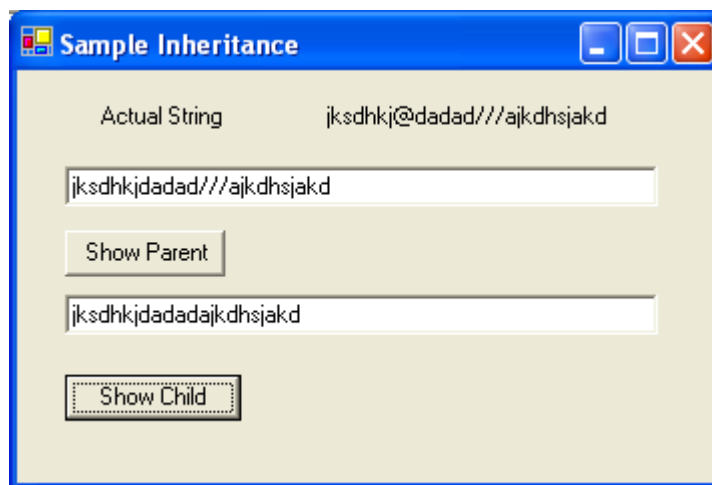 Sample Inheritance
Actual String jksdhkj@dadad///ajkdhsjakd
jksdhkjdadad///ajkdhsjakd
Show Parent
jksdhkjdadadajkdhsjakd
Show Child